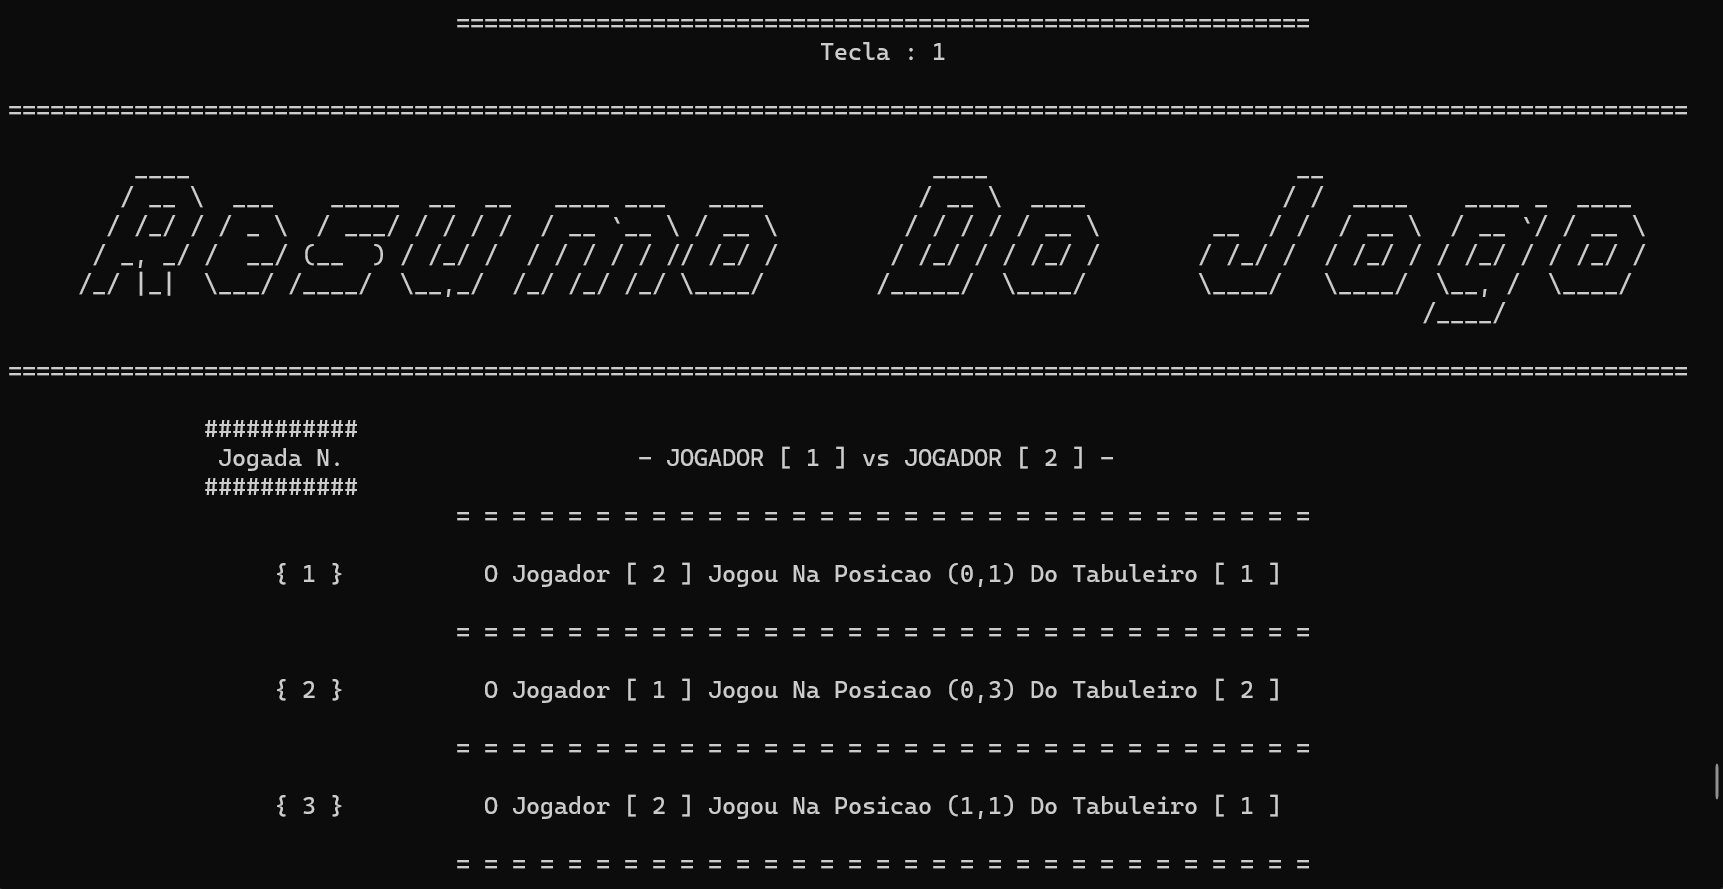 Tecla : 1
Resumo Do Jogo
###########
Jogada N.
- JOGADOR [ 1 ] vs JOGADOR [ 2 ] -
###########
{ 1 } O Jogador [ 2 ] Jogou Na Posicao (0,1) Do Tabuleiro [ 1 ]
{ 2 } O Jogador [ 1 ] Jogou Na Posicao (0,3) Do Tabuleiro [ 2 ]
{ 3 } O Jogador [ 2 ] Jogou Na Posicao (1,1) Do Tabuleiro [ 1 ]